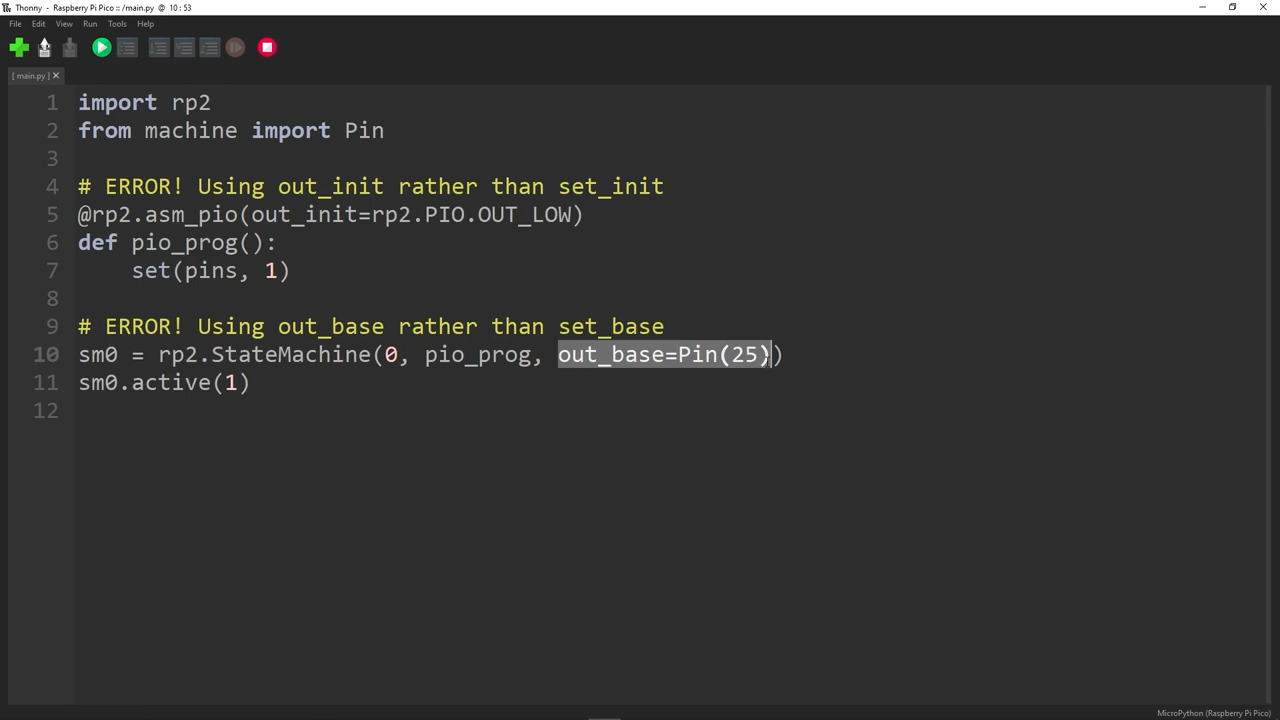 Thonny - Raspberry Pi Pico :: /main.py @ 10 : 53
File Edit View Run Tools Help
[ main.py ]
1 import rp2
2 from machine import Pin
3
4 # ERROR! Using out_init rather than set_init
5 @rp2.asm_pio(out_init=rp2.PIO.OUT_LOW)
6 def pio_prog():
7     set(pins, 1)
8
9 # ERROR! Using out_base rather than set_base
10 sm0 = rp2.StateMachine(0, pio_prog, out_base=Pin(25))
11 sm0.active(1)
12
MicroPython (Raspberry Pi Pico)